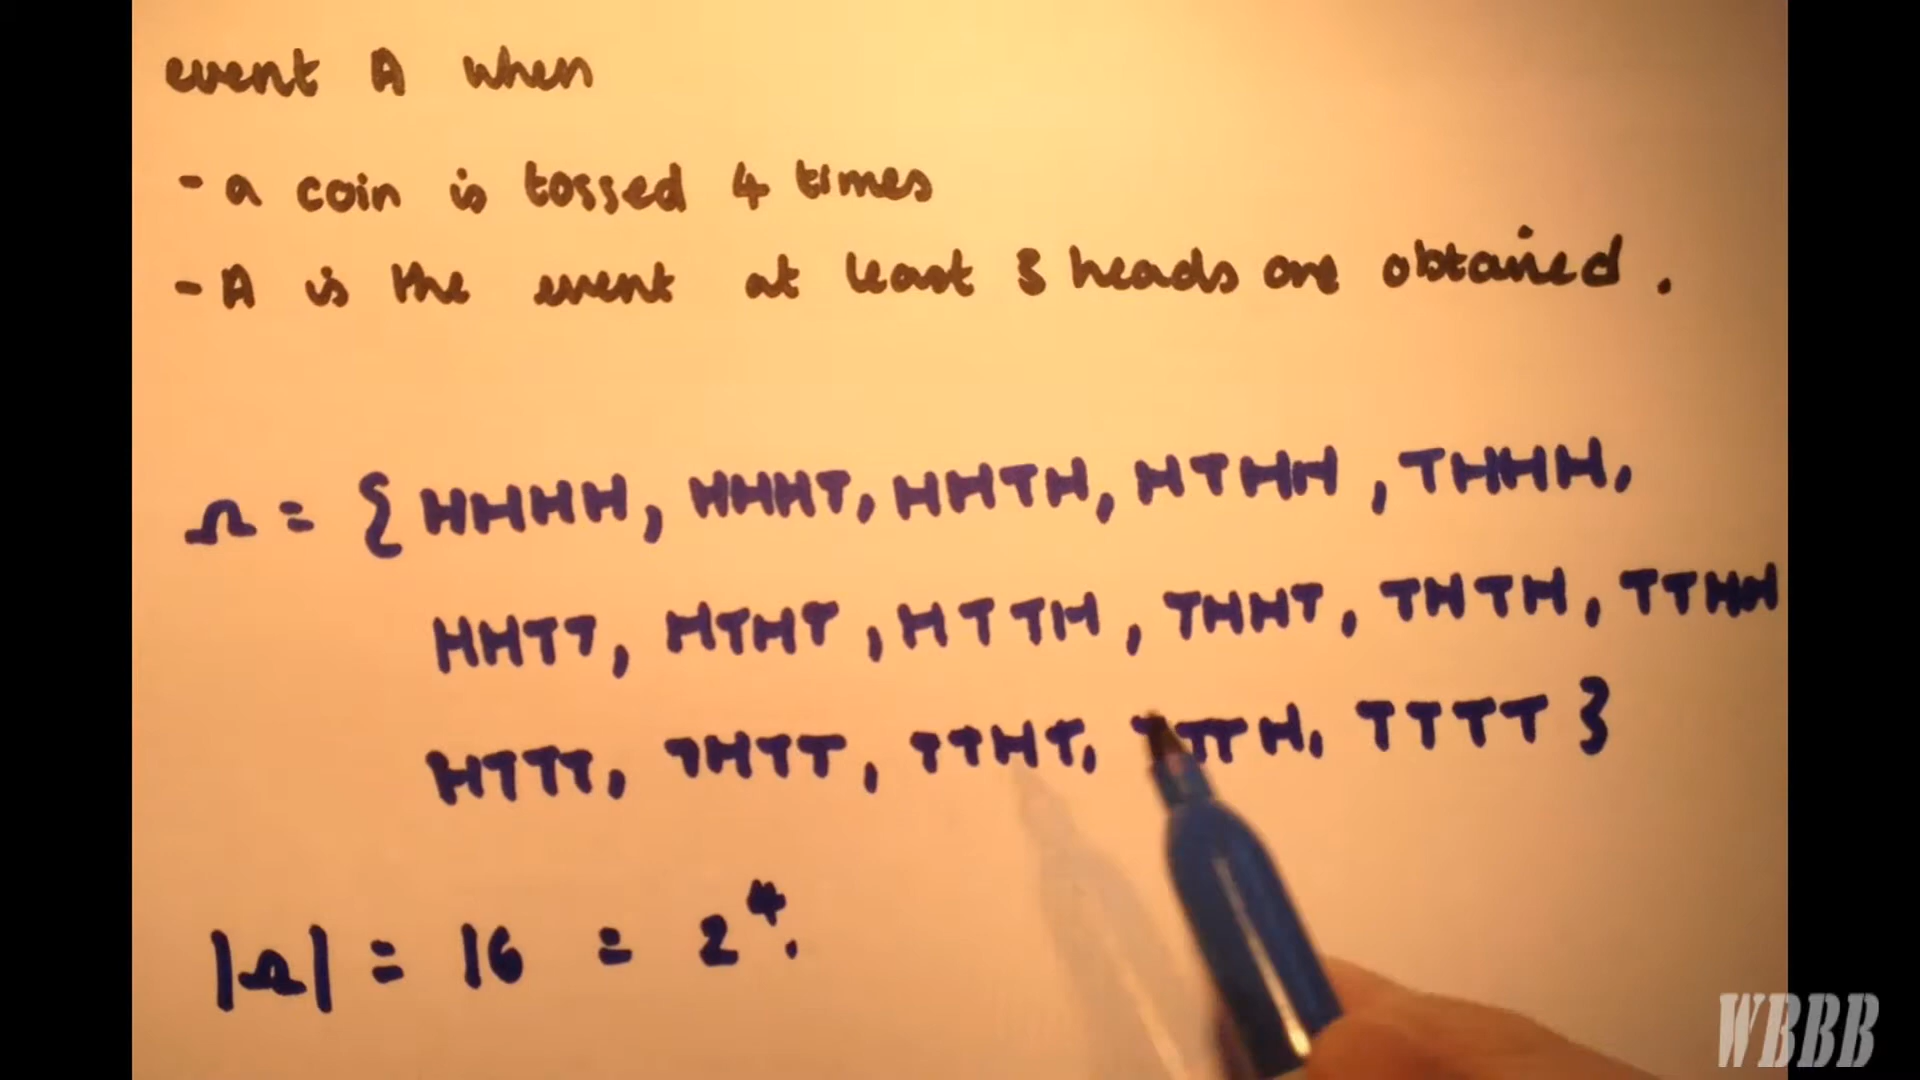 event A when
- a coin is tossed 4 times
- A is the event at least 3 heads are obtained.
Ω = { HHHH, HHHT, HHTH, HTHH, THHH,
HHTT, HTHT, HTTH, THHT, THTH, TTHH
HTTT, THTT, TTHT, TTTH, TTTT }
|Ω| = 16 = 2⁴.
WBBB